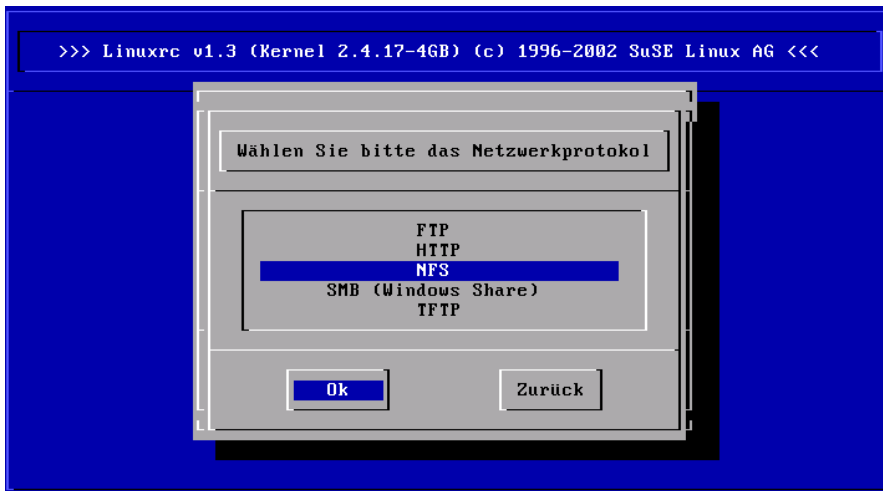 >>> Linuxrc v1.3 (Kernel 2.4.17-4GB) (c) 1996-2002 SuSE Linux AG <<<
Wählen Sie bitte das Netzwerkprotokol
FTP
HTTP
NFS
SMB (Windows Share)
TFTP
Ok
Zurück